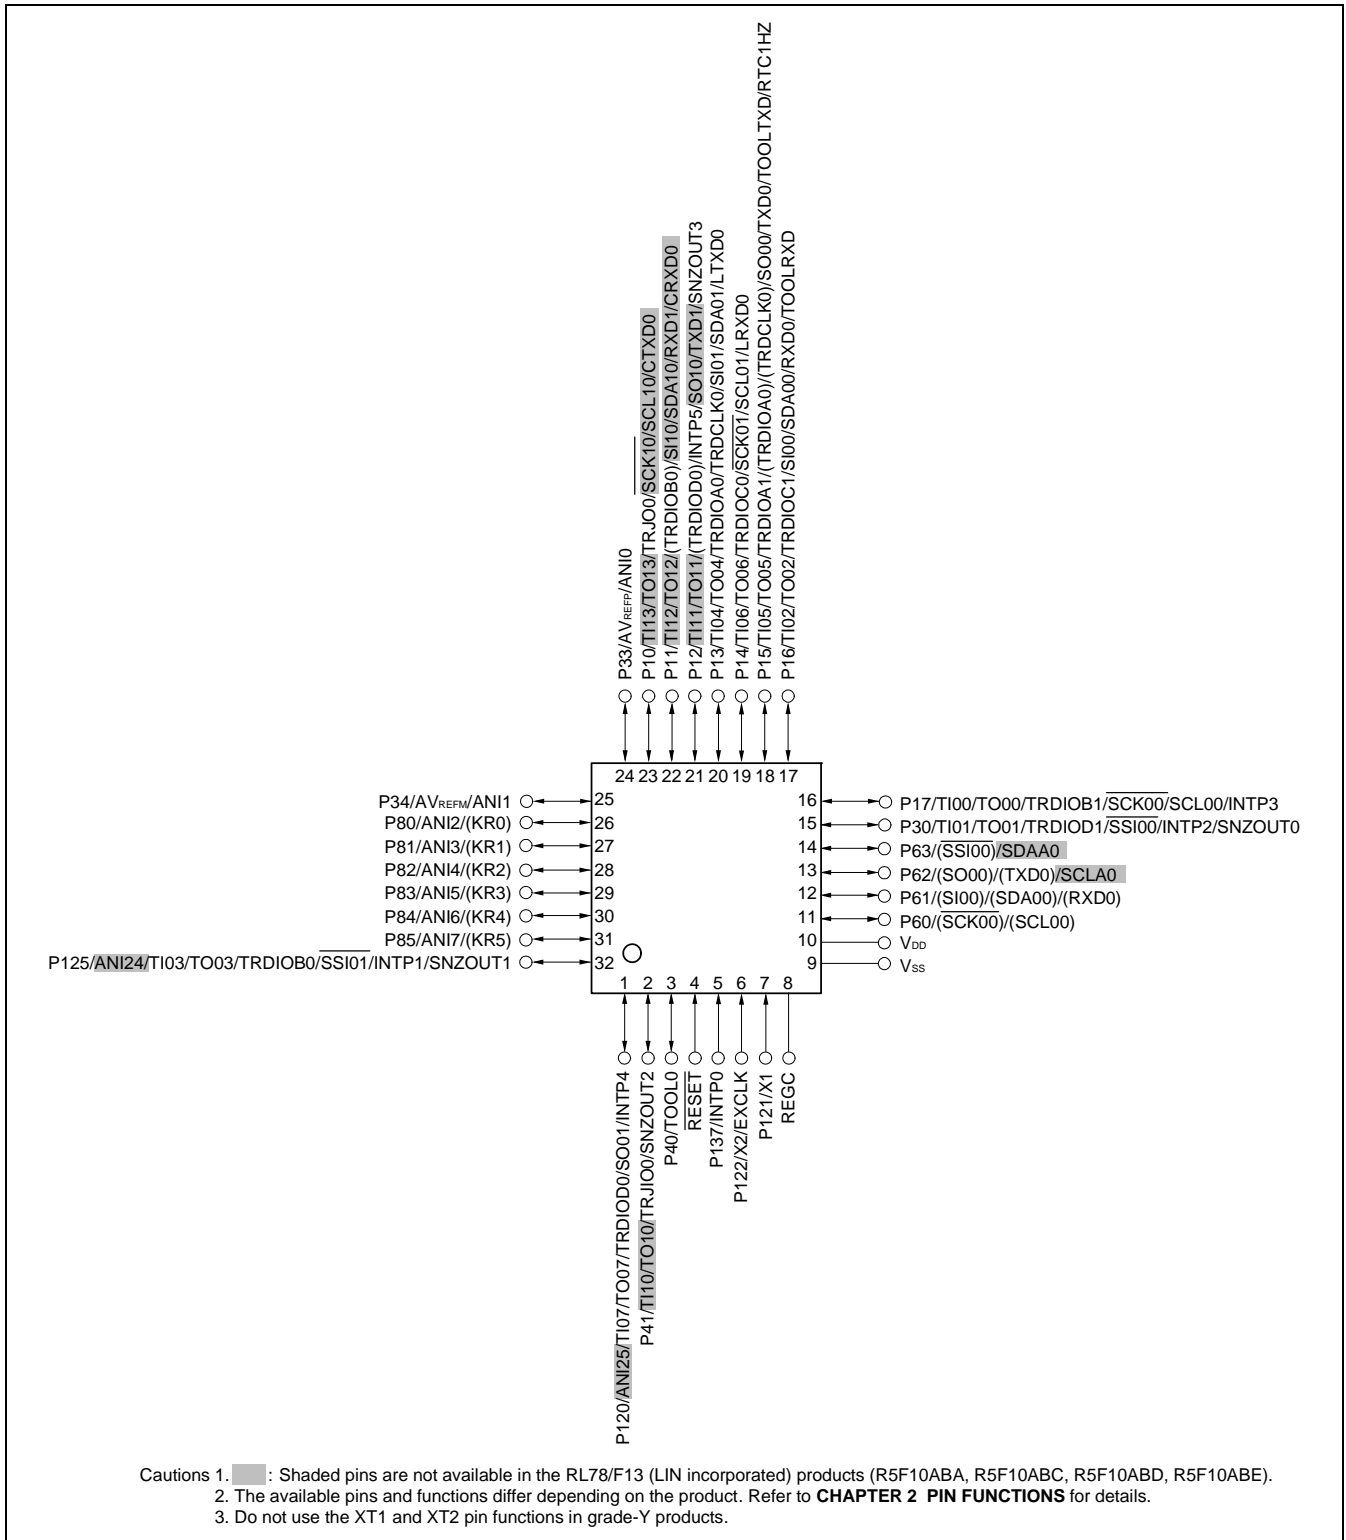 P33/AVREFP/ANI0
P10/TI13/TO13/TRJO0/SCK10/SCL10/CTXD0
P11/TI12/TO12/(TRDIOB0)/SI10/SDA10/RXD1/CRXD0
P12/TI11/TO11/(TRDIOD0)/INTP5/SO10/TXD1/SNZOUT3
P13/TI04/TO04/TRDIOA0/TRDCLK0/SI01/SDA01/LTXD0
P14/TI06/TO06/TRDIOC0/SCK01/SCL01/LRXD0
P15/TI05/TO05/TRDIOA1/(TRDIOA0)/(TRDCLK0)/SO00/TXD0/TOOLTXD/RTC1HZ
P16/TI02/TO02/TRDIOC1/SI00/SDA00/RXD0/TOOLRXD
24 23 22 21 20 19 18 17
P34/AVREFM/ANI1 25
P80/ANI2/(KR0) 26
P81/ANI3/(KR1) 27
P82/ANI4/(KR2) 28
P83/ANI5/(KR3) 29
P84/ANI6/(KR4) 30
P85/ANI7/(KR5) 31
P125/ANI24/TI03/TO03/TRDIOB0/SSI01/INTP1/SNZOUT1 32
16 P17/TI00/TO00/TRDIOB1/SCK00/SCL00/INTP3
15 P30/TI01/TO01/TRDIOD1/SSI00/INTP2/SNZOUT0
14 P63/(SSI00)/SDAA0
13 P62/(SO00)/(TXD0)/SCLA0
12 P61/(SI00)/(SDA00)/(RXD0)
11 P60/(SCK00)/(SCL00)
10 VDD
9 VSS
1 2 3 4 5 6 7 8
P120/ANI25/TI07/TO07/TRDIOD0/SO01/INTP4
P41/TI10/TO10/TRJIO0/SNZOUT2
P40/TOOL0
RESET
P137/INTP0
P122/X2/EXCLK
P121/X1
REGC
Cautions 1. : Shaded pins are not available in the RL78/F13 (LIN incorporated) products (R5F10ABA, R5F10ABC, R5F10ABD, R5F10ABE).
2. The available pins and functions differ depending on the product. Refer to CHAPTER 2 PIN FUNCTIONS for details.
3. Do not use the XT1 and XT2 pin functions in grade-Y products.